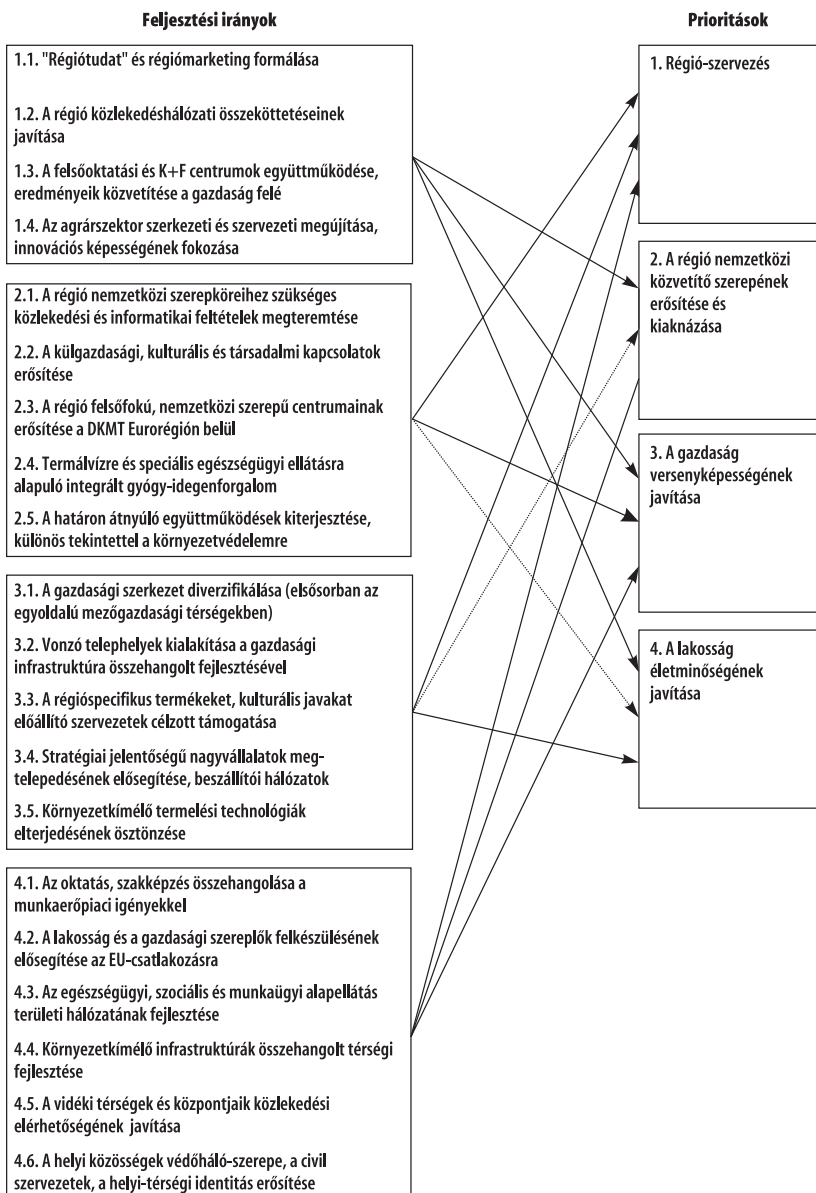 Feljesztési irányok
1.1. "Régiótudat" és régiómarketing formálása
1.2. A régió közlekedéshálózati összeköttetéseinek
javítása
1.3. A felsőoktatási és K+F centrumok együttműködése,
eredményeik közvetítése a gazdaság felé
1.4. Az agrárszektor szerkezeti és szervezeti megújítása,
innovációs képességének fokozása
2.1. A régió nemzetközi szerepköreihez szükséges
közlekedési és informatikai feltételek megteremtése
2.2. A külgazdasági, kulturális és társadalmi kapcsolatok
erősítése
2.3. A régió felsőfokú, nemzetközi szerepű centrumainak
erősítése a DKMT Eurorégión belül
2.4. Termálvízre és speciális egészségügyi ellátásra
alapuló integrált gyógy-idegenforgalom
2.5. A határon átnyúló együttműködések kiterjesztése,
különös tekintettel a környezetvédelemre
3.1. A gazdasági szerkezet diverzifikálása (elsősorban az
egyoldalú mezőgazdasági térségekben)
3.2. Vonzó telephelyek kialakítása a gazdasági
infrastruktúra összehangolt fejlesztésével
3.3. A régióspecifikus termékeket, kulturális javakat
előállító szervezetek célzott támogatása
3.4. Stratégiai jelentőségű nagyvállalatok meg-
telepedésének elősegítése, beszállítói hálózatok
3.5. Környezetkímélő termelési technológiák
elterjedésének ösztönzése
4.1. Az oktatás, szakképzés összehangolása a
munkaerőpiaci igényekkel
4.2. A lakosság és a gazdasági szereplők felkészülésének
elősegítése az EU-csatlakozásra
4.3. Az egészségügyi, szociális és munkaügyi alapellátás
területi hálózatának fejlesztése
4.4. Környezetkímélő infrastruktúrák összehangolt térségi
fejlesztése
4.5. A vidéki térségek és központjaik közlekedési
elérhetőségének javítása
4.6. A helyi közösségek védőháló-szerepe, a civil
szervezetek, a helyi-térségi identitás erősítése
Prioritások
1. Régió-szervezés
2. A régió nemzetközi
közvetítő szerepének
erősítése és
kiaknázása
3. A gazdaság
versenyképességének
javítása
4. A lakosság
életminőségének
javítása